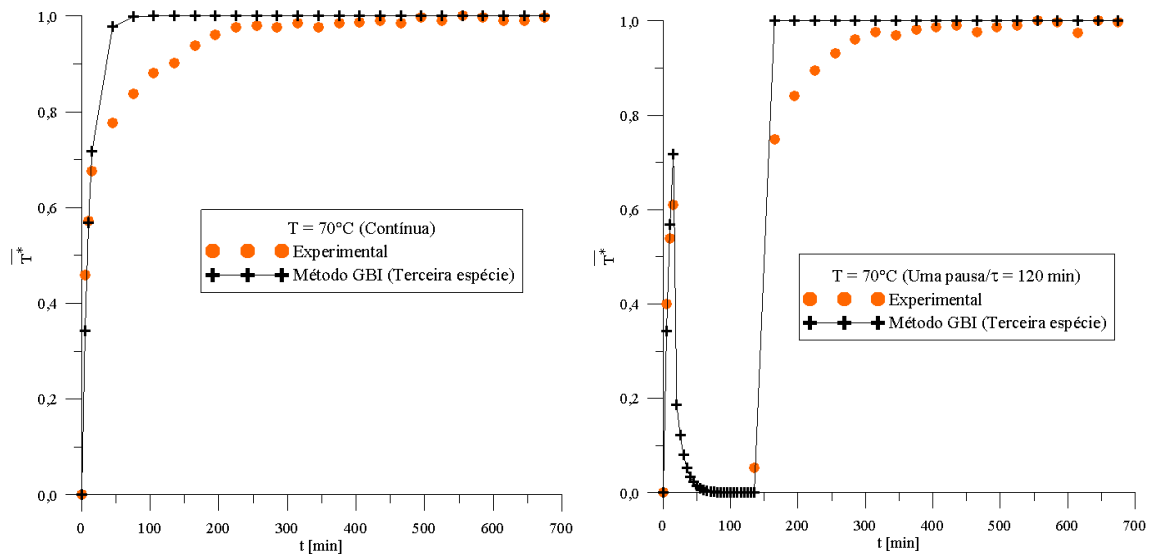 1,0
0,8
0,6
0,4
0,2
0,0
T*
0 100 200 300 400 500 600 700
t [min]
T = 70°C (Contínua)
Experimental
Método GBI (Terceira espécie)
1,0
0,8
0,6
0,4
0,2
0,0
T*
0 100 200 300 400 500 600 700
t [min]
T = 70°C (Uma pausa/τ = 120 min)
Experimental
Método GBI (Terceira espécie)